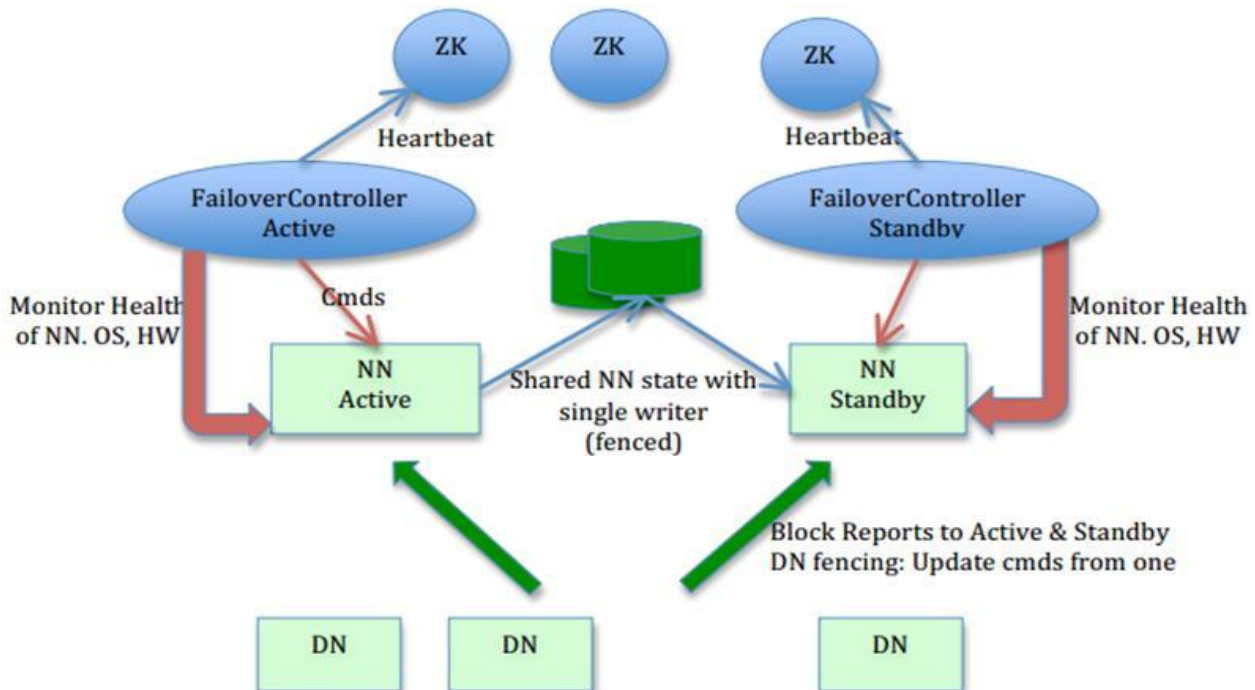 ZK
ZK
ZK
Heartbeat
Heartbeat
FailoverController
Active
FailoverController
Standby
Cmds
Monitor Health
of NN. OS, HW
Monitor Health
of NN. OS, HW
NN
Active
Shared NN state with
single writer
(fenced)
NN
Standby
Block Reports to Active & Standby
DN fencing: Update cmds from one
DN
DN
DN